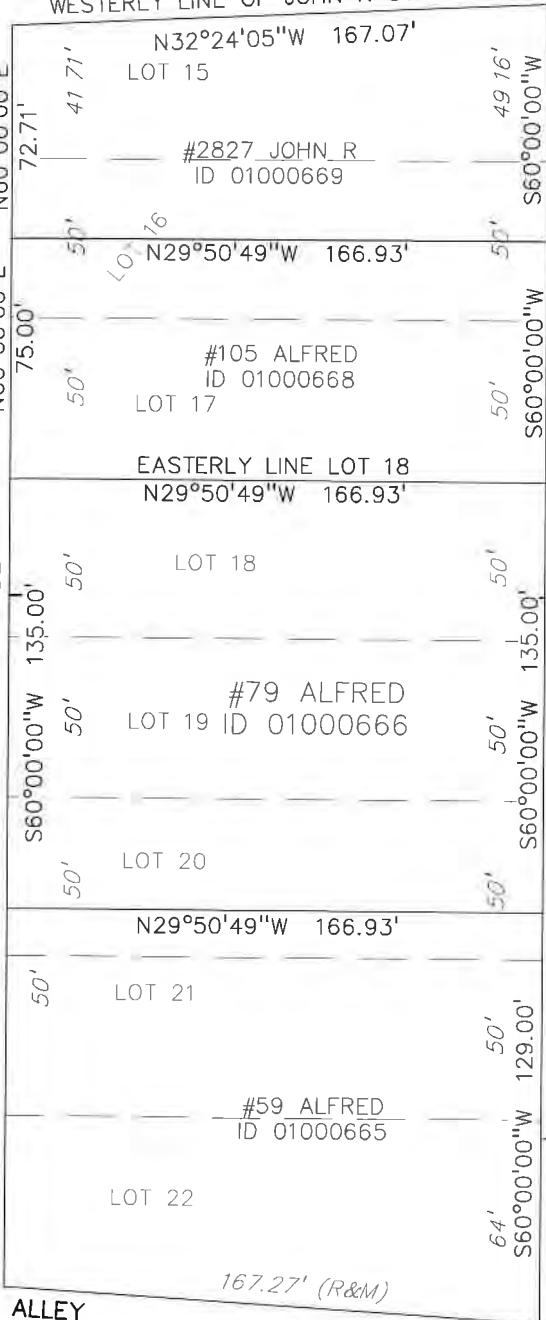 WESTERLY LINE OF JOHN R
N32°24'05"W 167.07'
LOT 15
41 71'
49 16'
72.71'
S60°00'00"W
#2827 JOHN R
ID 01000669
50'
LOT 16
50'
N29°50'49"W 166.93'
75.00'
#105 ALFRED
ID 01000668
50'
LOT 17
50'
S60°00'00"W
EASTERLY LINE LOT 18
N29°50'49"W 166.93'
50'
LOT 18
50'
S60°00'00"W 135.00'
S60°00'00"W 135.00'
#79 ALFRED
50'
LOT 19 ID 01000666
50'
LOT 20
50'
50'
N29°50'49"W 166.93'
50'
LOT 21
50'
S60°00'00"W 129.00'
#59 ALFRED
ID 01000665
LOT 22
64'
167.27' (R&M)
ALLEY